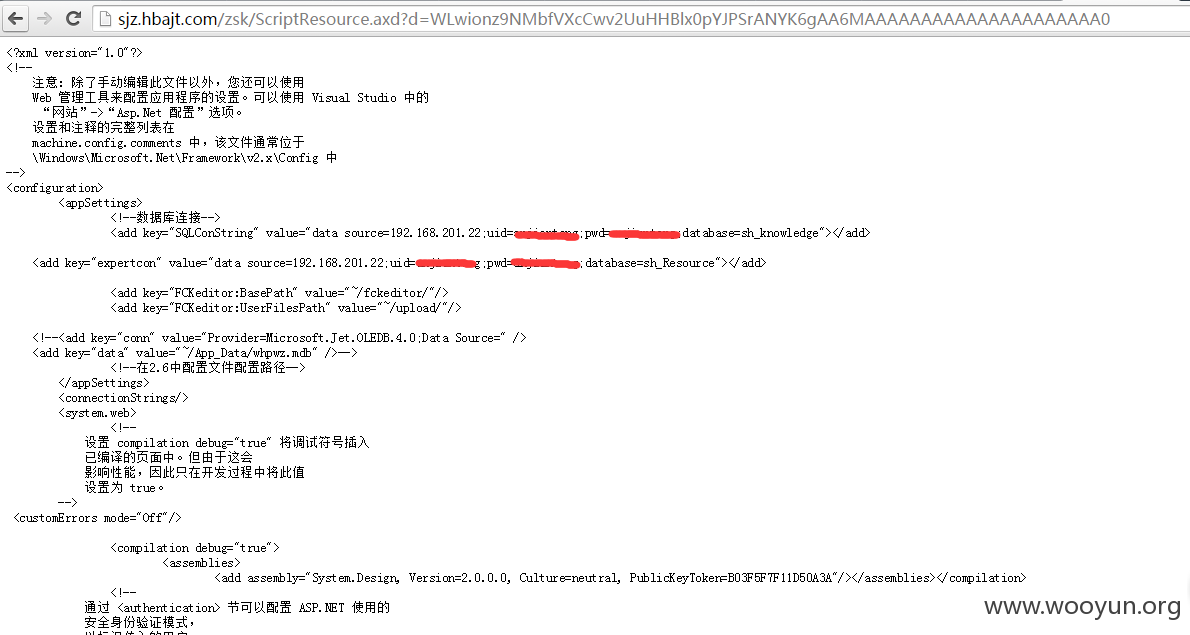 sjz.hbajt.com/zsk/ScriptResource.axd?d=WLwionz9NMbfVXcCwv2UuHHBlx0pYJPSrANYK6gAA6MAAAAAAAAAAAAAAAAAAAAAA0
<?xml version="1.0"?>
<!--
注意: 除了手动编辑此文件以外，您还可以使用
Web 管理工具来配置应用程序的设置。可以使用 Visual Studio 中的
“网站”->“Asp.Net 配置”选项。
设置和注释的完整列表在
machine.config.comments 中，该文件通常位于
\Windows\Microsoft.Net\Framework\v2.x\Config 中
-->
<configuration>
<appSettings>
<!--数据库连接-->
<add key="SQLConString" value="data source=192.168.201.22;uid= ;pwd= ;database=sh_knowledge"></add>
<add key="expertcon" value="data source=192.168.201.22;uid= ;pwd= ;database=sh_Resource"></add>
<add key="FCKeditor:BasePath" value="~/fckeditor/"/>
<add key="FCKeditor:UserFilesPath" value="~/upload/"/>
<!--<add key="conn" value="Provider=Microsoft.Jet.OLEDB.4.0;Data Source=" />
<add key="data" value="~/App_Data/whpwz.mdb" />-->
<!--在2.6中配置文件配置路径-->
</appSettings>
<connectionStrings/>
<system.web>
<!--
设置 compilation debug="true" 将调试符号插入
已编译的页面中。但由于这会
影响性能，因此只在开发过程中将此值
设置为 true。
-->
<customErrors mode="Off"/>
<compilation debug="true">
<assemblies>
<add assembly="System.Design, Version=2.0.0.0, Culture=neutral, PublicKeyToken=B03F5F7F11D50A3A"/></assemblies></compilation>
<!--
通过 <authentication> 节可以配置 ASP.NET 使用的
安全身份验证模式，
www.wooyun.org